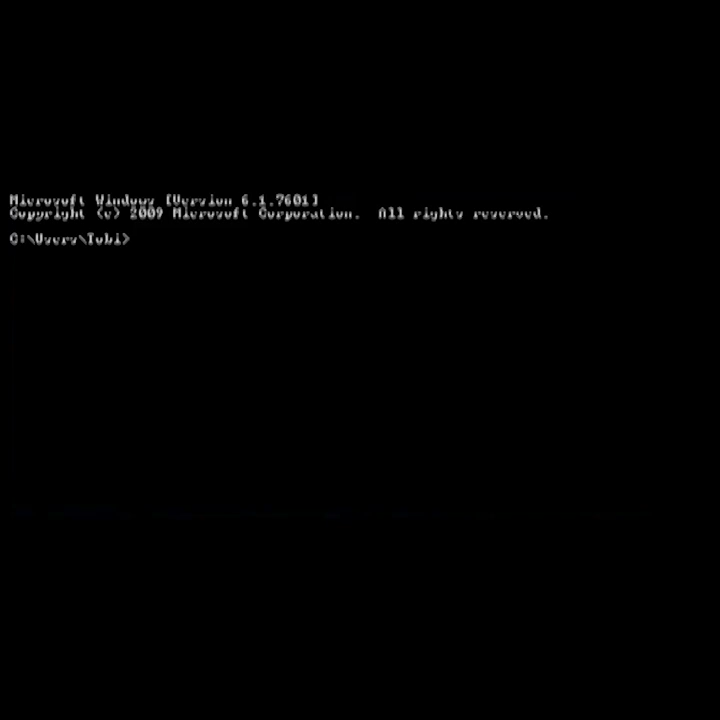 Microsoft Windows [Version 6.1.7601]
Copyright (c) 2009 Microsoft Corporation.  All rights reserved.
C:\Users\Tobi>